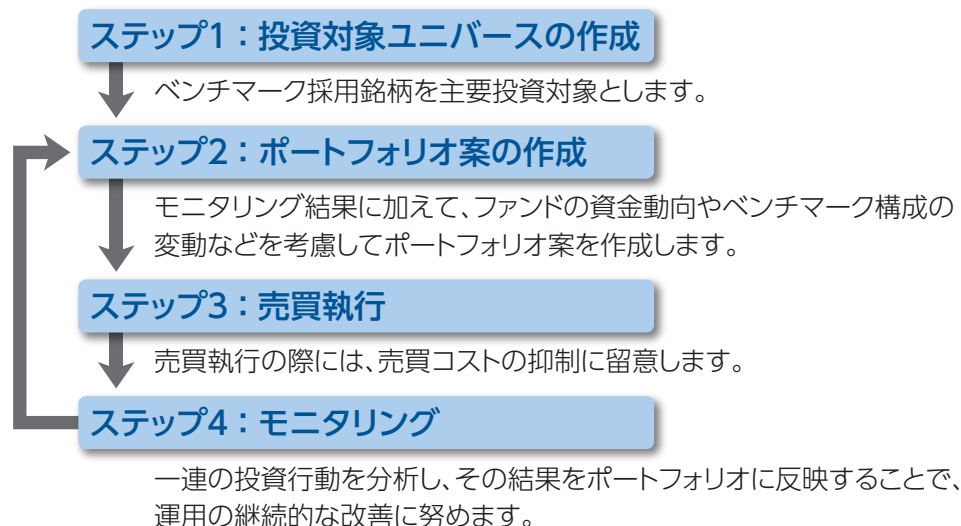 ステップ1：投資対象ユニバースの作成
ベンチマーク採用銘柄を主要投資対象とします。
ステップ2：ポートフォリオ案の作成
モニタリング結果に加えて、ファンドの資金動向やベンチマーク構成の
変動などを考慮してポートフォリオ案を作成します。
ステップ3：売買執行
売買執行の際には、売買コストの抑制に留意します。
ステップ4：モニタリング
一連の投資行動を分析し、その結果をポートフォリオに反映することで、
運用の継続的な改善に努めます。